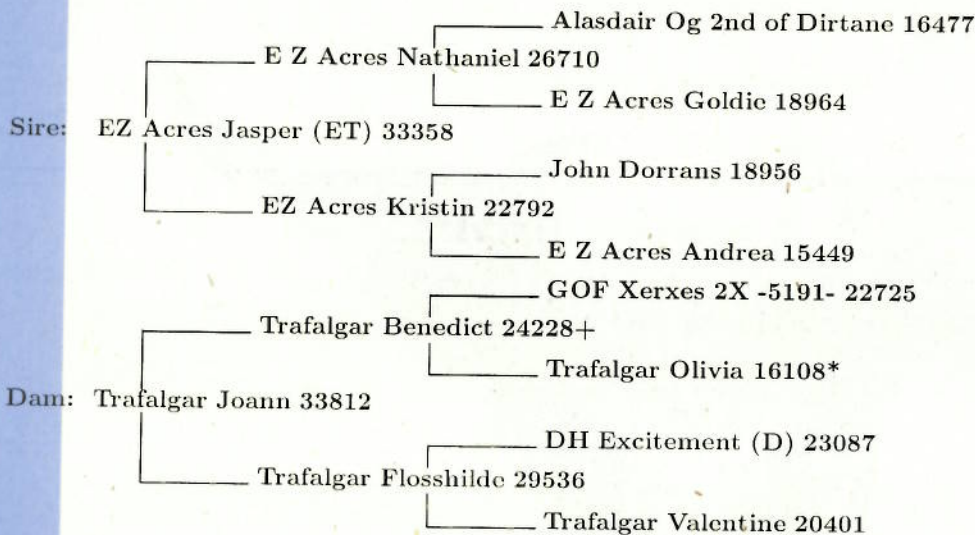 Alasdair Og 2nd of Dirtane 16477
E Z Acres Nathaniel 26710
E Z Acres Goldie 18964
Sire: EZ Acres Jasper (ET) 33358
John Dorrans 18956
EZ Acres Kristin 22792
E Z Acres Andrea 15449
GOF Xerxes 2X -5191- 22725
Trafalgar Benedict 24228+
Trafalgar Olivia 16108*
Dam: Trafalgar Joann 33812
DH Excitement (D) 23087
Trafalgar Flosshilde 29536
Trafalgar Valentine 20401